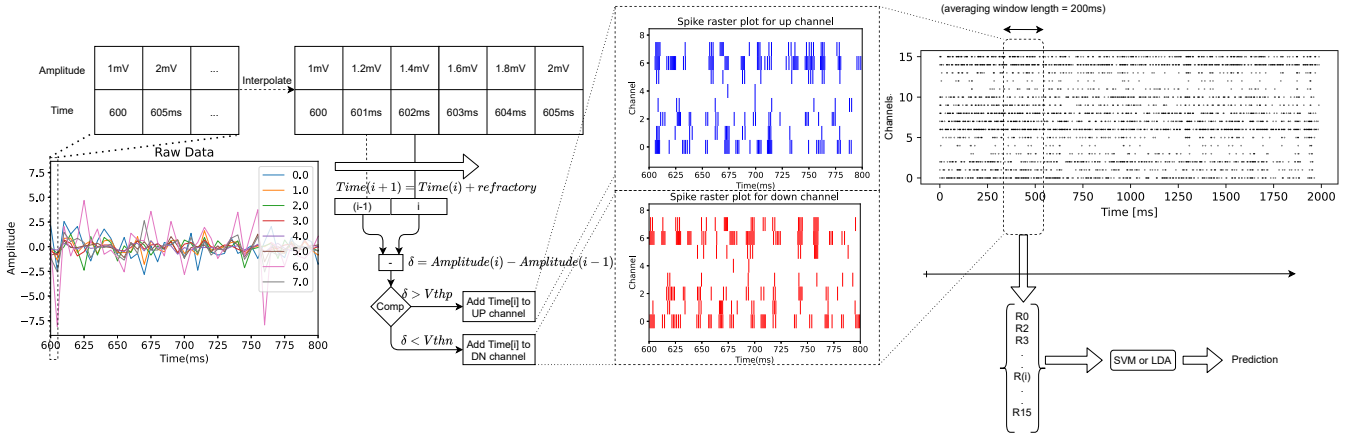 (averaging window length = 200ms)
Amplitude
1mV 2mV ...
Time
600 605ms ...
Interpolate
1mV 1.2mV 1.4mV 1.6mV 1.8mV 2mV
600 601ms 602ms 603ms 604ms 605ms
Raw Data
7.5
5.0
2.5
0.0
−2.5
−5.0
−7.5
Amplitude
0.0
1.0
2.0
3.0
4.0
5.0
6.0
7.0
600 625 650 675 700 725 750 775 800
Time(ms)
Time(i + 1) = Time(i) + refractory
(i-1) i
-
δ = Amplitude(i) − Amplitude(i − 1)
Comp
δ > Vthp
Add Time[i] to
UP channel
δ < Vthn
Add Time[i] to
DN channel
Spike raster plot for up channel
8
6
4
2
0
Channel
600 625 650 675 700 725 750 775 800
Time(ms)
Spike raster plot for down channel
8
6
4
2
0
Channel
600 625 650 675 700 725 750 775 800
Time(ms)
15
10
5
0
Channels
0 250 500 750 1000 1250 1500 1750 2000
Time [ms]
R0
R2
R3
.
.
R(i)
.
.
R15
SVM or LDA
Prediction